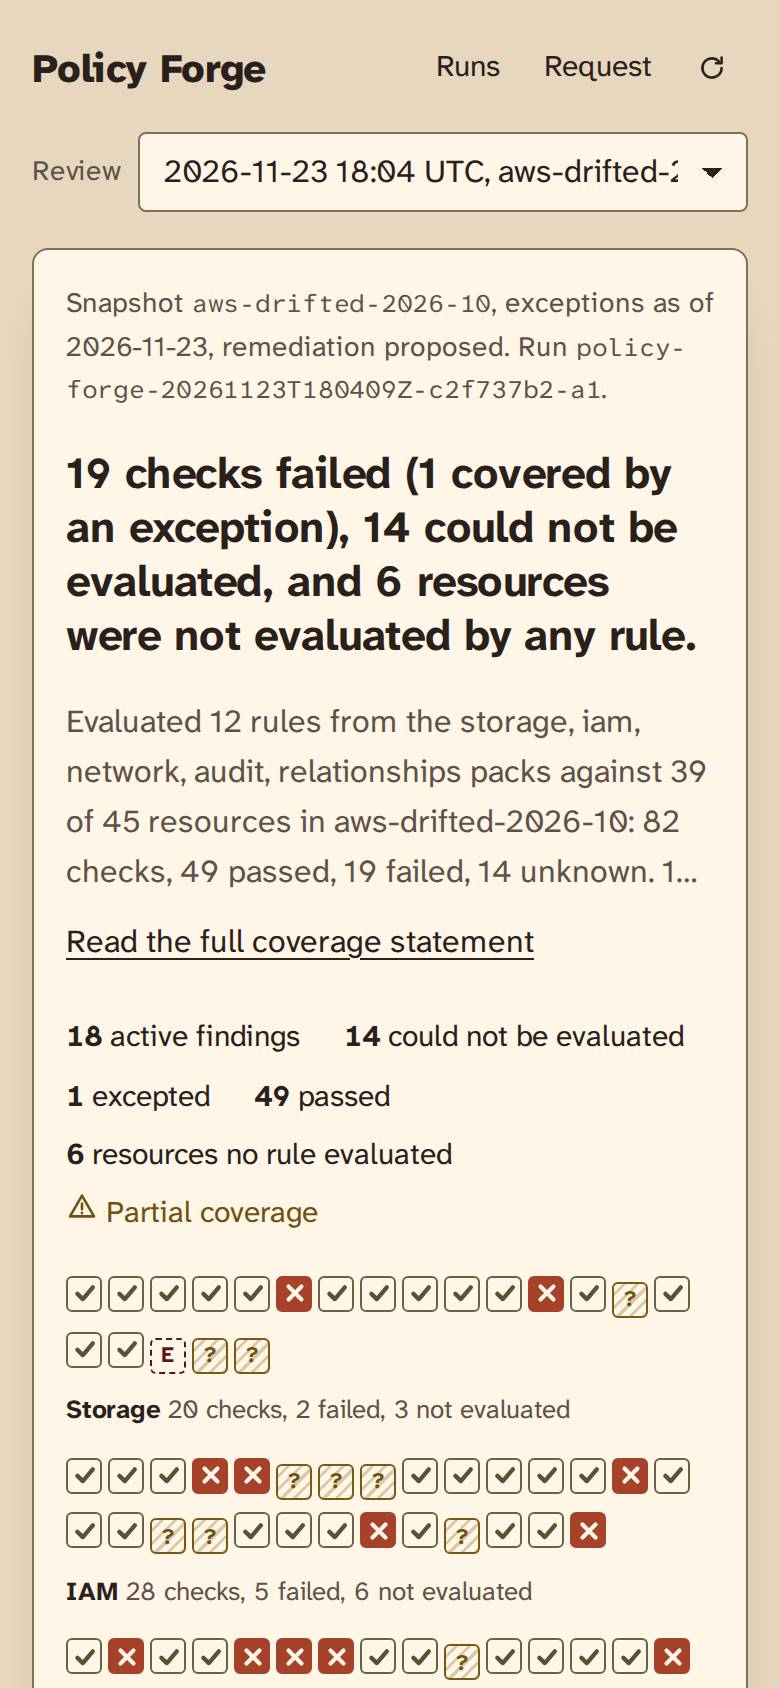 Policy Forge
Runs Request
Review
2026-11-23 18:04 UTC, aws-drifted-
Snapshot aws-drifted-2026-10, exceptions as of
2026-11-23, remediation proposed. Run policy-
forge-20261123T180409Z-c2f737b2-a1.
19 checks failed (1 covered by
an exception), 14 could not be
evaluated, and 6 resources
were not evaluated by any rule.
Evaluated 12 rules from the storage, iam,
network, audit, relationships packs against 39
of 45 resources in aws-drifted-2026-10: 82
checks, 49 passed, 19 failed, 14 unknown. 1...
Read the full coverage statement
18 active findings 14 could not be evaluated
1 excepted 49 passed
6 resources no rule evaluated
Partial coverage
?
E ? ?
Storage 20 checks, 2 failed, 3 not evaluated
? ? ?
? ? ?
IAM 28 checks, 5 failed, 6 not evaluated
?